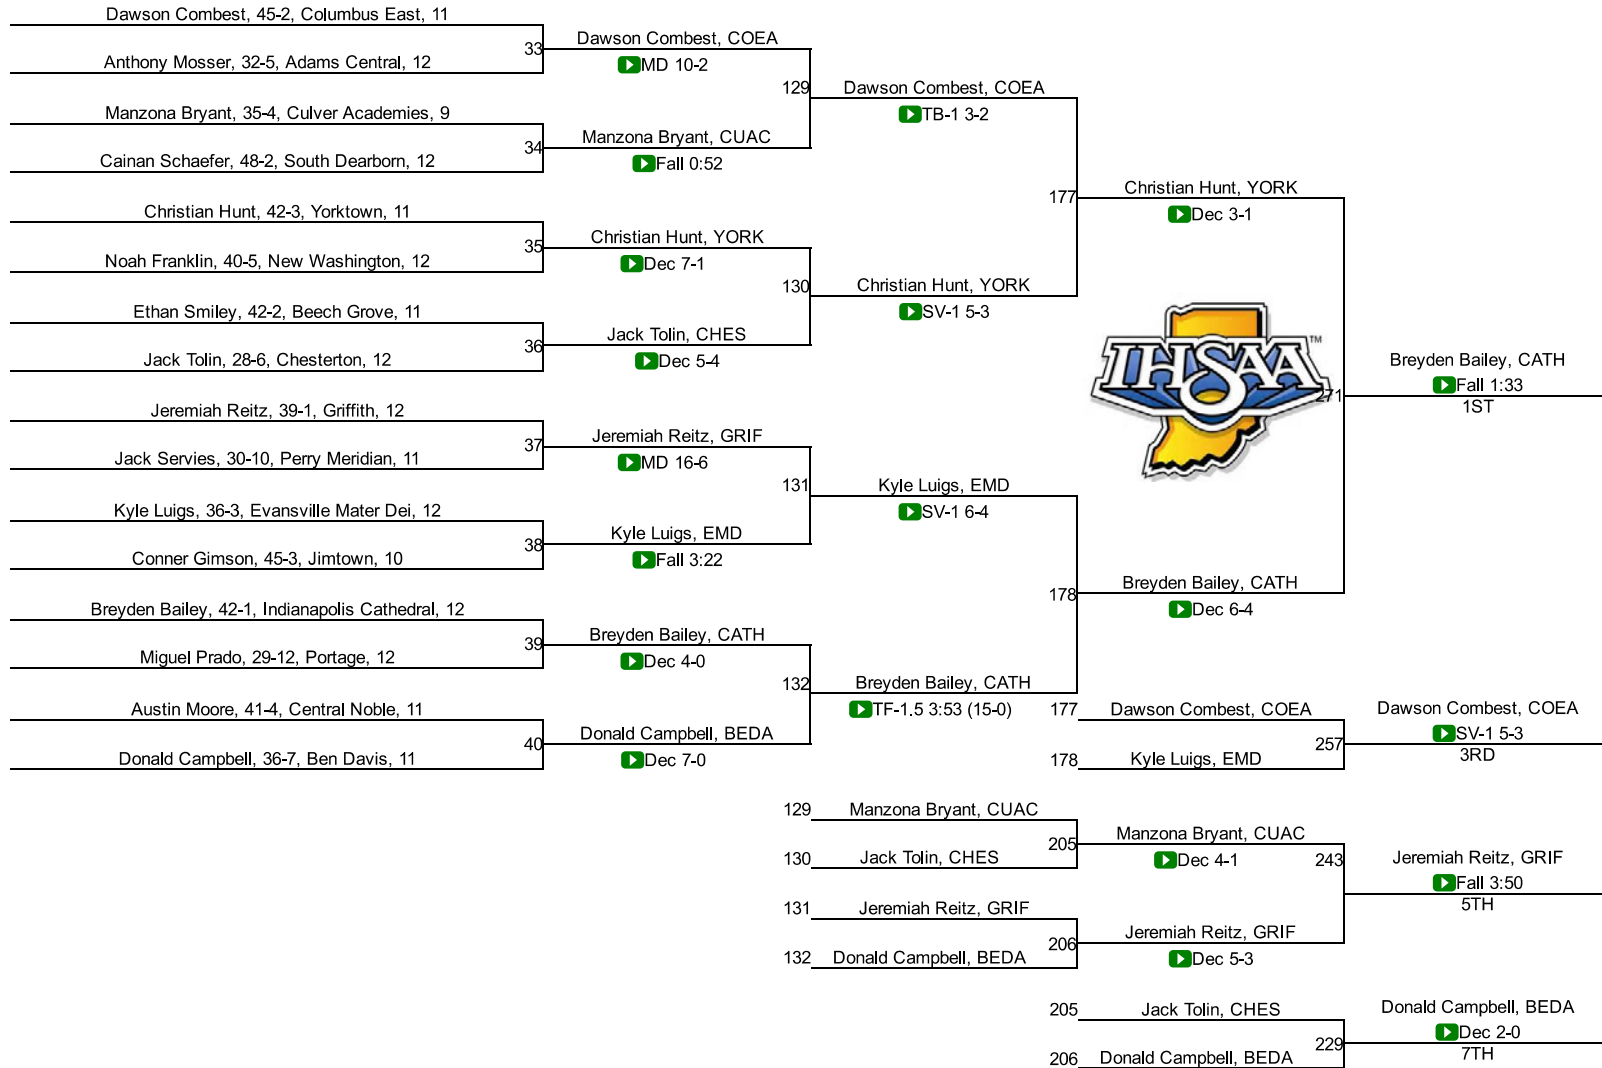 Dawson Combest, 45-2, Columbus East, 11
33
Anthony Mosser, 32-5, Adams Central, 12
Dawson Combest, COEA
MD 10-2
129
Manzona Bryant, 35-4, Culver Academies, 9
34
Cainan Schaefer, 48-2, South Dearborn, 12
Manzona Bryant, CUAC
Fall 0:52
Dawson Combest, COEA
TB-1 3-2
177
Christian Hunt, 42-3, Yorktown, 11
35
Noah Franklin, 40-5, New Washington, 12
Christian Hunt, YORK
Dec 7-1
130
Ethan Smiley, 42-2, Beech Grove, 11
36
Jack Tolin, 28-6, Chesterton, 12
Jack Tolin, CHES
Dec 5-4
Christian Hunt, YORK
SV-1 5-3
Christian Hunt, YORK
Dec 3-1
IHSAA
TM
271
Breyden Bailey, CATH
Fall 1:33
1ST
Jeremiah Reitz, 39-1, Griffith, 12
37
Jack Servies, 30-10, Perry Meridian, 11
Jeremiah Reitz, GRIF
MD 16-6
131
Kyle Luigs, 36-3, Evansville Mater Dei, 12
38
Conner Gimson, 45-3, Jimtown, 10
Kyle Luigs, EMD
Fall 3:22
Kyle Luigs, EMD
SV-1 6-4
178
Breyden Bailey, CATH
Dec 6-4
Breyden Bailey, 42-1, Indianapolis Cathedral, 12
39
Miguel Prado, 29-12, Portage, 12
Breyden Bailey, CATH
Dec 4-0
132
Austin Moore, 41-4, Central Noble, 11
40
Donald Campbell, 36-7, Ben Davis, 11
Donald Campbell, BEDA
Dec 7-0
Breyden Bailey, CATH
TF-1.5 3:53 (15-0)
177
Dawson Combest, COEA
257
178
Kyle Luigs, EMD
Dawson Combest, COEA
SV-1 5-3
3RD
129
Manzona Bryant, CUAC
205
130
Jack Tolin, CHES
Manzona Bryant, CUAC
Dec 4-1
243
131
Jeremiah Reitz, GRIF
206
132
Donald Campbell, BEDA
Jeremiah Reitz, GRIF
Dec 5-3
Jeremiah Reitz, GRIF
Fall 3:50
5TH
205
Jack Tolin, CHES
229
206
Donald Campbell, BEDA
Donald Campbell, BEDA
Dec 2-0
7TH